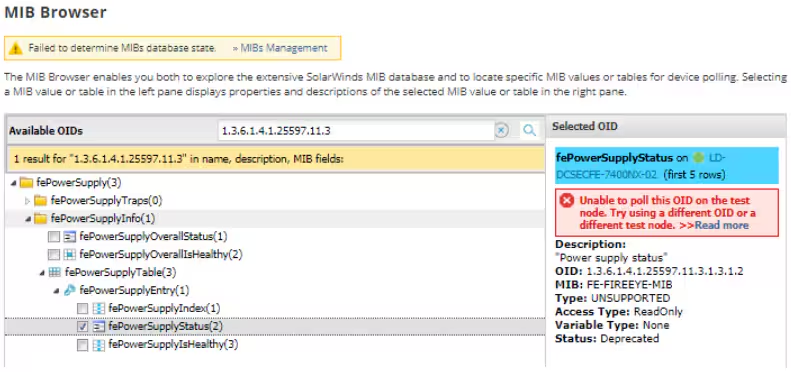 MIB Browser
Failed to determine MIBs database state. » MIBs Management
The MIB Browser enables you both to explore the extensive SolarWinds MIB database and to locate specific MIB values or tables for device polling. Selecting
a MIB value or table in the left pane displays properties and descriptions of the selected MIB value or table in the right pane.
Available OIDs
1.3.6.1.4.1.25597.11.3
1 result for "1.3.6.1.4.1.25597.11.3" in name, description, MIB fields:
fePowerSupply(3)
fePowerSupplyTraps(0)
fePowerSupplyInfo(1)
fePowerSupplyOverallStatus(1)
fePowerSupplyOverallIsHealthy(2)
fePowerSupplyTable(3)
fePowerSupplyEntry(1)
fePowerSupplyIndex(1)
fePowerSupplyStatus(2)
fePowerSupplyIsHealthy(3)
Selected OID
fePowerSupplyStatus on LD-
DCSECFE-7400NX-02. (first 5 rows)
Unable to poll this OID on the test
node. Try using a different OID or a
different test node. >>Read more
Description:
"Power supply status"
OID: 1.3.6.1.4.1.25597.11.3.1.3.1.2
MIB: FE-FIREEYE-MIB
Type: UNSUPPORTED
Access Type: ReadOnly
Variable Type: None
Status: Deprecated